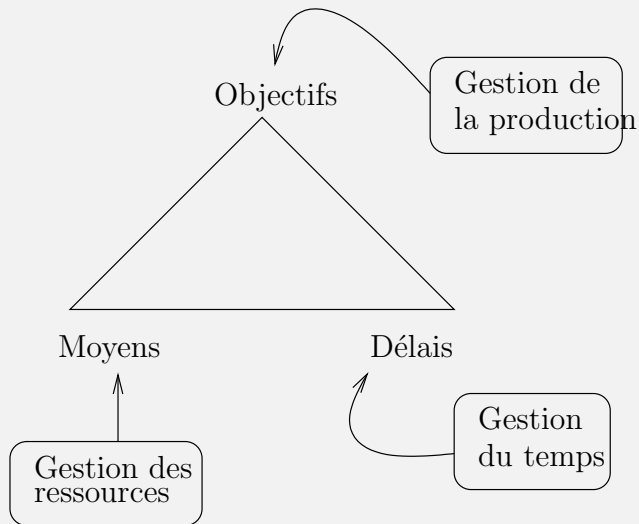 Objectifs
Gestion de
la production
Moyens
Délais
Gestion des
ressources
Gestion
du temps